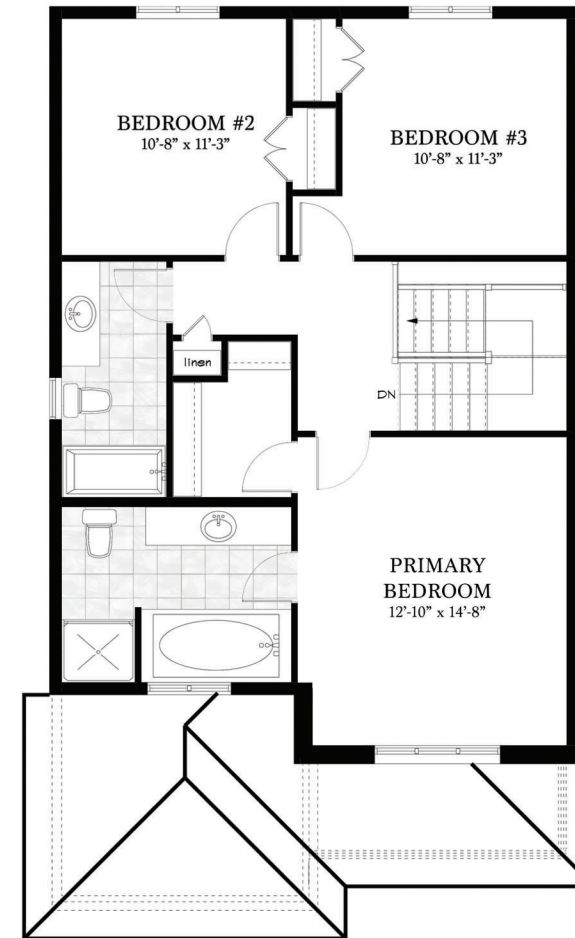 BEDROOM #2
10'-8" x 11'-3"
BEDROOM #3
10'-8" x 11'-3"
linen
DN
PRIMARY
BEDROOM
12'-10" x 14'-8"